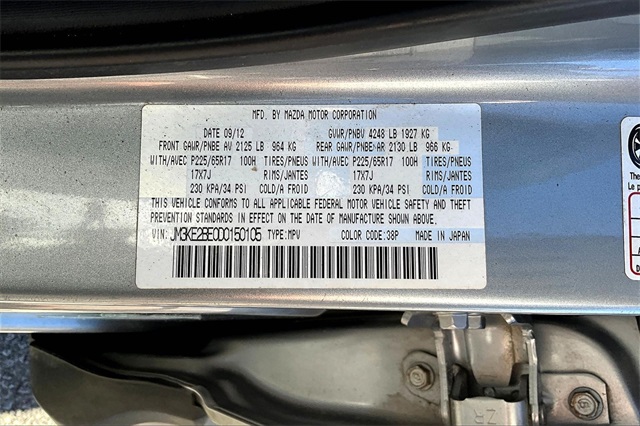 MFD. BY MAZDA MOTOR CORPORATION
DATE 09/12 GVWR/PNBV 4248 LB 1927 KG
FRONT GAWR/PNBE AV 2125 LB 964 KG REAR GAWR/PNBE AR 2130 LB 966 KG
WITH/AVEC P225/65R17 100H TIRES/PNEUS WITH/AVEC P225/65R17 100H TIRES/PNEUS
17X7J RIMS/JANTES 17X7J RIMS/JANTES
230 KPA/34 PSI COLD/A FROID 230 KPA/34 PSI COLD/A FROID
THIS VEHICLE CONFORMS TO ALL APPLICABLE FEDERAL MOTOR VEHICLE SAFETY AND THEFT
PREVENTION STANDARDS IN EFFECT ON THE DATE OF MANUFACTURE SHOWN ABOVE.
VIN: JM3KE2BE0D0150105 TYPE:MPV COLOR CODE:38P MADE IN JAPAN
The
Le p